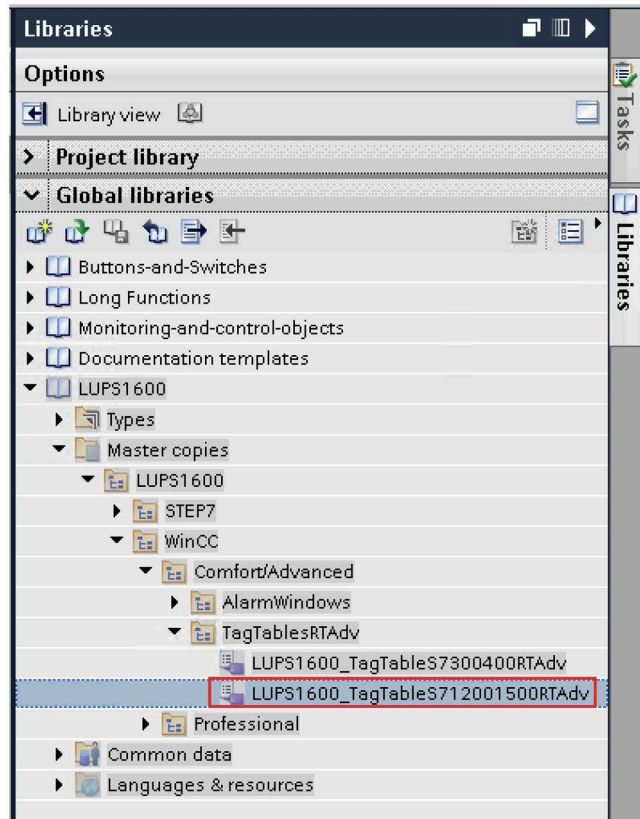 Libraries
Options
Library view
Project library
Global libraries
Buttons-and-Switches
Long Functions
Monitoring-and-control-objects
Documentation templates
LUPS1600
Types
Master copies
LUPS1600
STEP7
WinCC
Comfort/Advanced
AlarmWindows
TagTablesRTAdv
LUPS1600_TagTableS7300400RTAdv
LUPS1600_TagTableS712001500RTAdv
Professional
Common data
Languages & resources
Tasks
Libraries